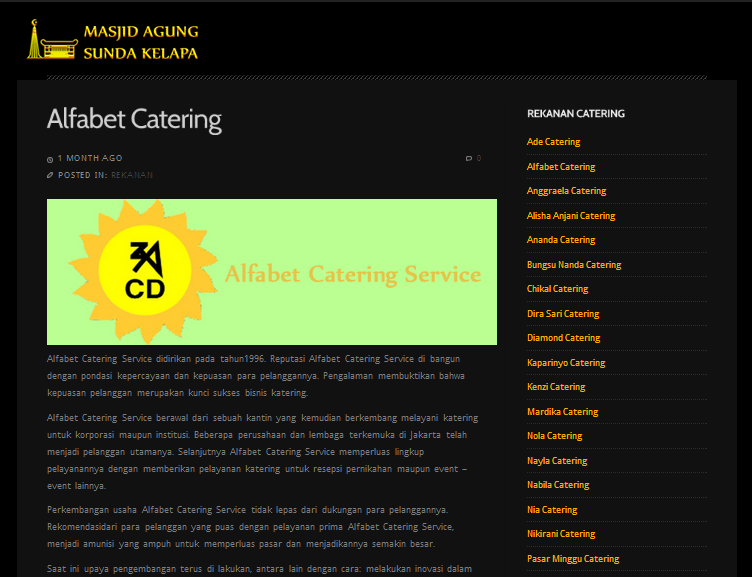 MASJID AGUNG
SUNDA KELAPA
Alfabet Catering
1 MONTH AGO
0
POSTED IN: REKANAN
CD
Alfabet Catering Service
Alfabet Catering Service didirikan pada tahun1996. Reputasi Alfabet Catering Service di bangun
dengan pondasi kepercayaan dan kepuasan para pelanggannya. Pengalaman membuktikan bahwa
kepuasan pelanggan merupakan kunci sukses bisnis katering.
Alfabet Catering Service berawal dari sebuah kantin yang kemudian berkembang melayani katering
untuk korporasi maupun institusi. Beberapa perusahaan dan lembaga terkemuka di Jakarta telah
menjadi pelanggan utamanya. Selanjutnya Alfabet Catering Service memperluas lingkup
pelayanannya dengan memberikan pelayanan katering untuk resepsi pernikahan maupun event –
event lainnya.
Perkembangan usaha Alfabet Catering Service tidak lepas dari dukungan para pelanggannya.
Rekomendasidari para pelanggan yang puas dengan pelayanan prima Alfabet Catering Service,
menjadi amunisi yang ampuh untuk memperluas pasar dan menjadikannya semakin besar.
Saat ini upaya pengembangan terus di lakukan, antara lain dengan cara: melakukan inovasi dalam
REKANAN CATERING
Ade Catering
Alfabet Catering
Anggraela Catering
Alisha Anjani Catering
Ananda Catering
Bungsu Nanda Catering
Chikal Catering
Dira Sari Catering
Diamond Catering
Kaparinyo Catering
Kenzi Catering
Mardika Catering
Nola Catering
Nayla Catering
Nabila Catering
Nia Catering
Nikirani Catering
Pasar Minggu Catering